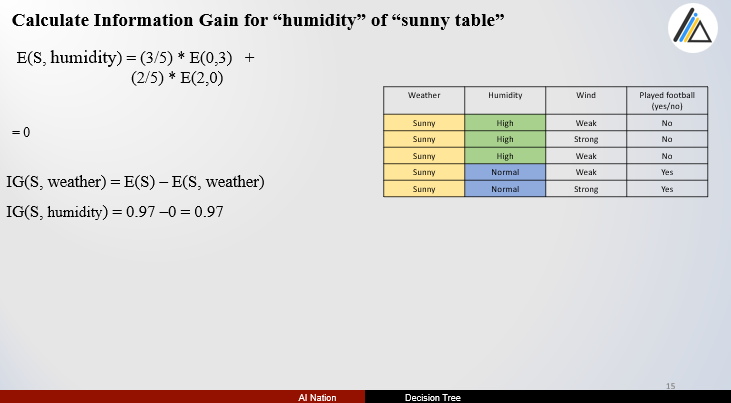 Calculate Information Gain for “humidity” of “sunny table”
E(S, humidity) = (3/5) * E(0,3) +
(2/5) * E(2,0)
= 0
IG(S, weather) = E(S) – E(S, weather)
IG(S, humidity) = 0.97 –0 = 0.97
Weather Humidity Wind Played football
(yes/no)
Sunny High Weak No
Sunny High Strong No
Sunny High Weak No
Sunny Normal Weak Yes
Sunny Normal Strong Yes
15
AI Nation Decision Tree